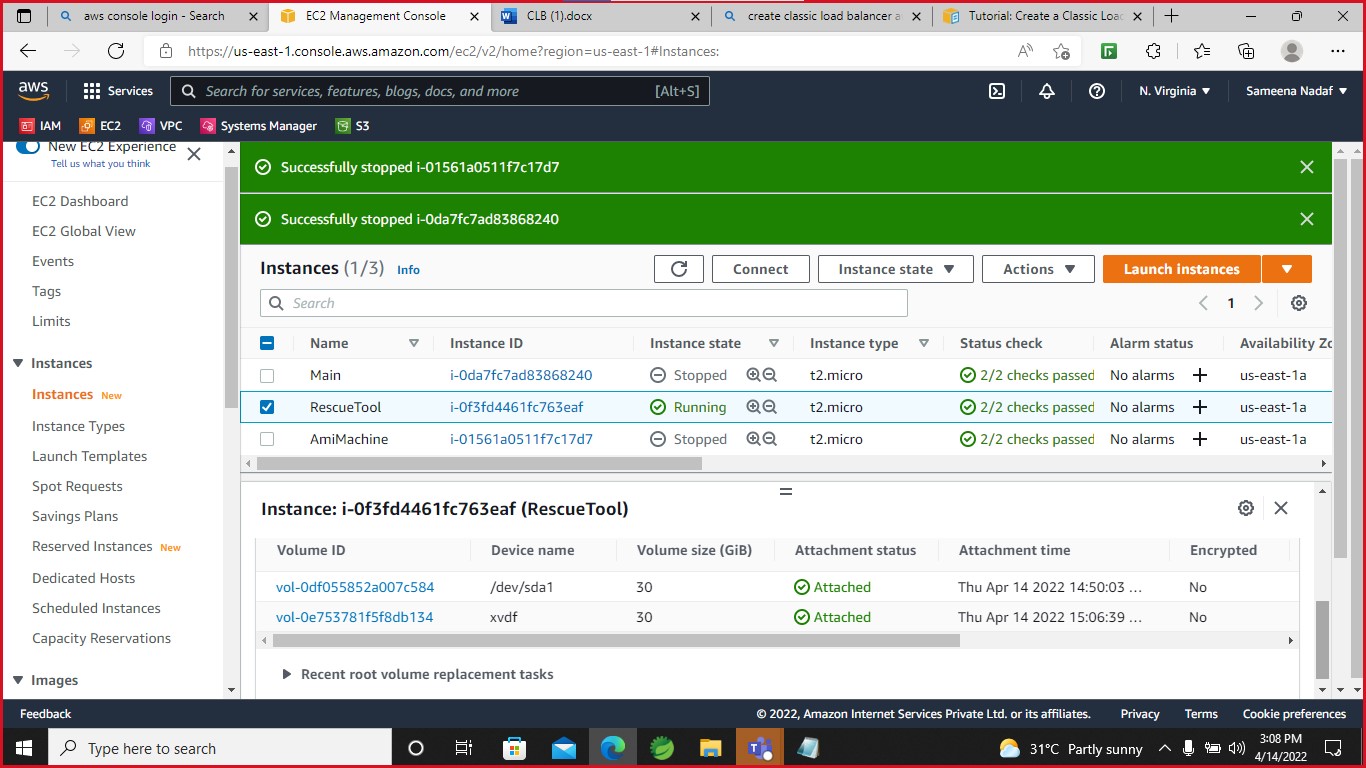 aws console login - Search
EC2 Management Console
CLB (1).docx
create classic load balancer a
Tutorial: Create a Classic Loa
https://us-east-1.console.aws.amazon.com/ec2/v2/home?region=us-east-1#Instances:
aws
Services
Search for services, features, blogs, docs, and more
[Alt+S]
N. Virginia
Sameena Nadaf
IAM
EC2
VPC
Systems Manager
S3
New EC2 Experience
Tell us what you think
EC2 Dashboard
EC2 Global View
Events
Tags
Limits
Instances
Instances New
Instance Types
Launch Templates
Spot Requests
Savings Plans
Reserved Instances New
Dedicated Hosts
Scheduled Instances
Capacity Reservations
Images
Successfully stopped i-01561a0511f7c17d7
Successfully stopped i-0da7fc7ad83868240
Instances (1/3) Info
Connect
Instance state
Actions
Launch instances
Search
1
Name Instance ID Instance state Instance type Status check Alarm status Availability Zo
Main i-0da7fc7ad83868240 Stopped t2.micro 2/2 checks passed No alarms us-east-1a
RescueTool i-0f3fd4461fc763eaf Running t2.micro 2/2 checks passed No alarms us-east-1a
AmiMachine i-01561a0511f7c17d7 Stopped t2.micro 2/2 checks passed No alarms us-east-1a
Instance: i-0f3fd4461fc763eaf (RescueTool)
Volume ID Device name Volume size (GiB) Attachment status Attachment time Encrypted
vol-0df055852a007c584 /dev/sda1 30 Attached Thu Apr 14 2022 14:50:03 ... No
vol-0e753781f5f8db134 xvdf 30 Attached Thu Apr 14 2022 15:06:39 ... No
Recent root volume replacement tasks
Feedback
© 2022, Amazon Internet Services Private Ltd. or its affiliates.
Privacy
Terms
Cookie preferences
Type here to search
31°C Partly sunny
3:08 PM
4/14/2022